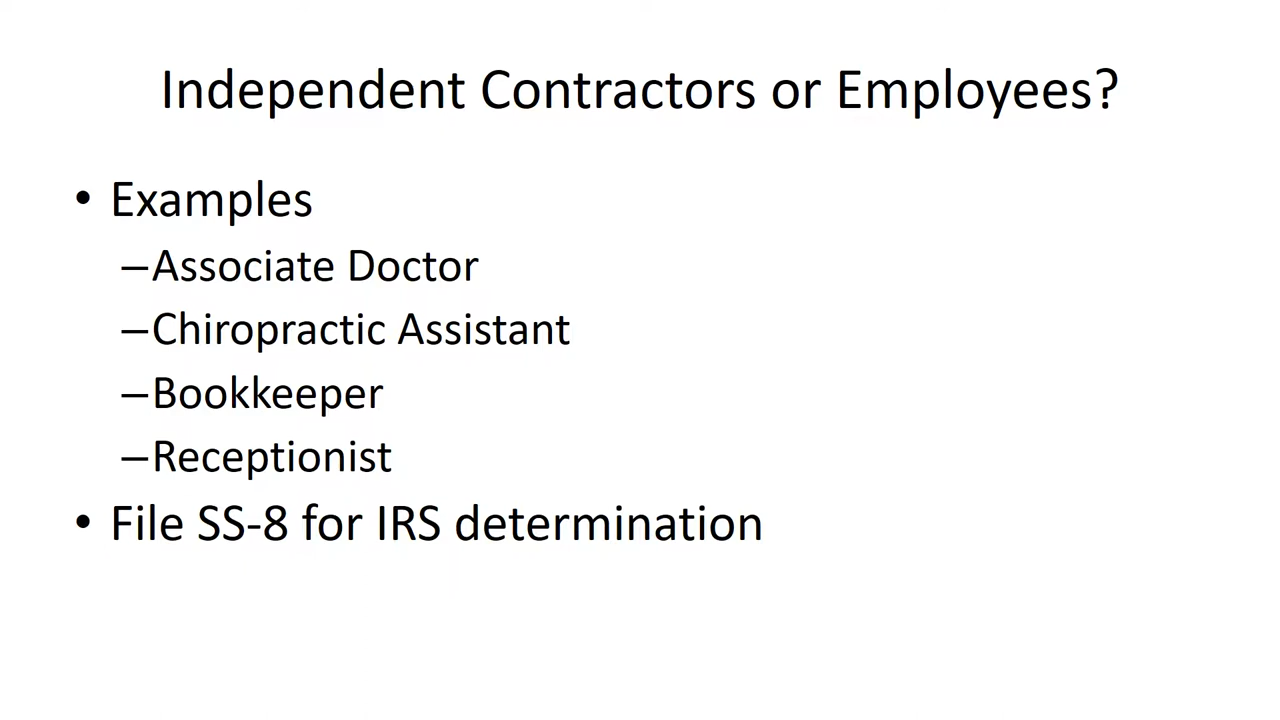 Independent Contractors or Employees?
• Examples
–Associate Doctor
–Chiropractic Assistant
–Bookkeeper
–Receptionist
• File SS-8 for IRS determination